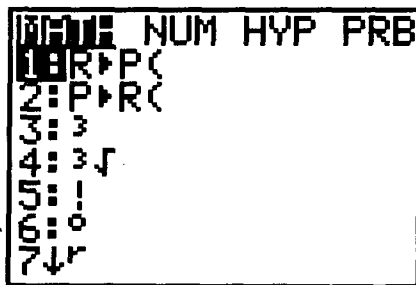 MATH NUM HYP PRB
1:R▶P(
2:P▶R(
3:³
4:³√
5:!
6:°
7↓ʳ